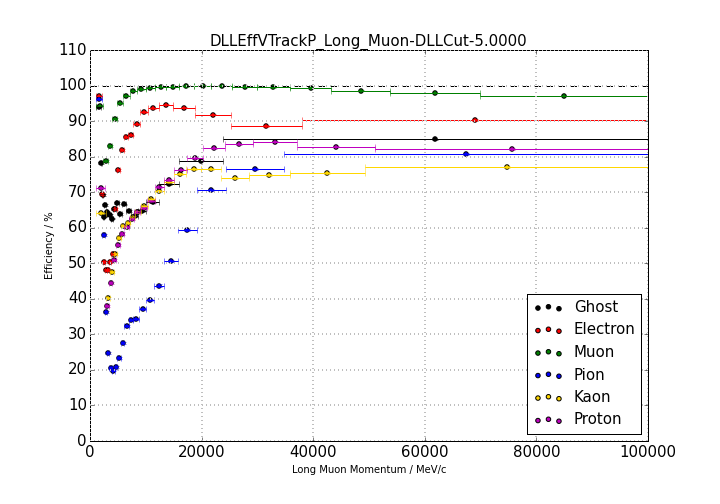 DLLEffVTrackP_Long_Muon-DLLCut-5.0000
110
100
90
80
70
60
50
40
30
20
10
0
Efficiency / %
0
20000
40000
60000
80000
100000
Long Muon Momentum / MeV/c
Ghost
Electron
Muon
Pion
Kaon
Proton